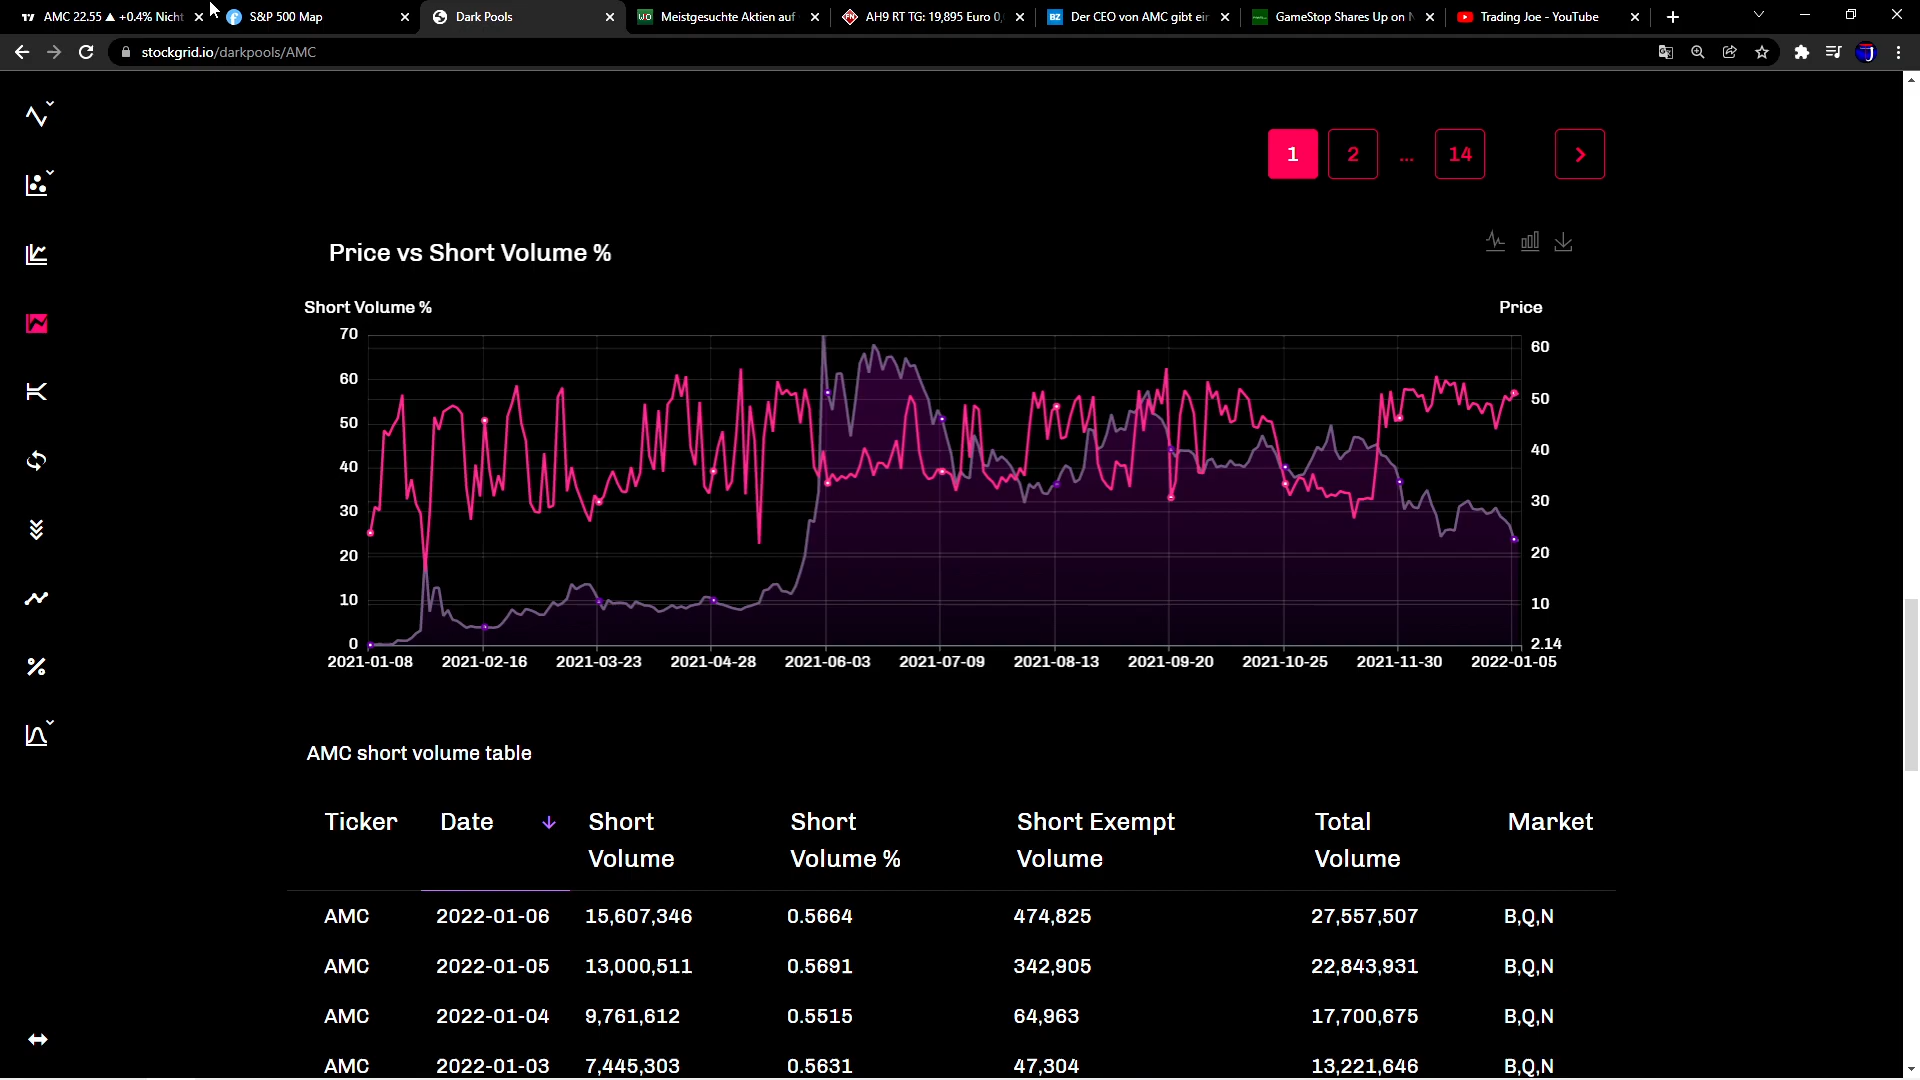 AMC 22.55 ▲ +0.4% Nicht
S&P 500 Map
Dark Pools
WO Meistgesuchte Aktien auf
FN AH9 RT TG: 19,895 Euro 0,
BZ Der CEO von AMC gibt ein
GameStop Shares Up on N
Trading Joe - YouTube
stockgrid.io/darkpools/AMC
1 2 ... 14 >
Price vs Short Volume %
Short Volume % Price
70
60
50
40
30
20
10
0
60
50
40
30
20
10
2.14
2021-01-08 2021-02-16 2021-03-23 2021-04-28 2021-06-03 2021-07-09 2021-08-13 2021-09-20 2021-10-25 2021-11-30 2022-01-05
AMC short volume table
Ticker Date ↓ Short Volume Short Volume % Short Exempt Volume Total Volume Market
AMC 2022-01-06 15,607,346 0.5664 474,825 27,557,507 B,Q,N
AMC 2022-01-05 13,000,511 0.5691 342,905 22,843,931 B,Q,N
AMC 2022-01-04 9,761,612 0.5515 64,963 17,700,675 B,Q,N
AMC 2022-01-03 7,445,303 0.5631 47,304 13,221,646 B,Q,N